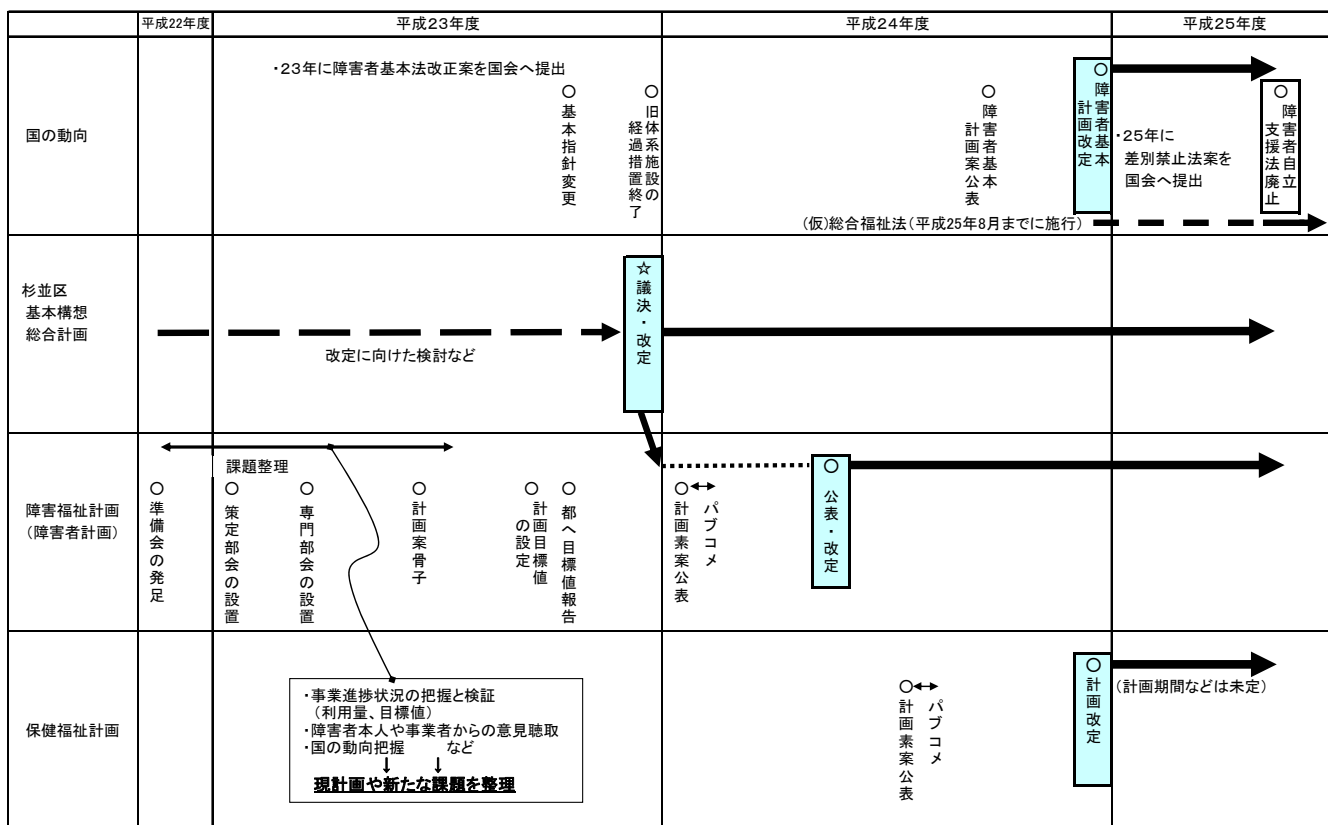 平成22年度
平成23年度
平成24年度
平成25年度
国の動向
・23年に障害者基本法改正案を国会へ提出
○基本指針変更
○旧体系施設の
経過措置終了
○障害者基本
計画案公表
○障害者基本
計画改定
・25年に
差別禁止法案を
国会へ提出
○障害者自立
支援法廃止
(仮)総合福祉法(平成25年8月までに施行)
杉並区
基本構想
総合計画
改定に向けた検討など
☆議決・改定
障害福祉計画
(障害者計画)
課題整理
○準備会の発足
○策定部会の設置
○専門部会の設置
○計画案骨子
○計画目標値
の設定
○都へ目標値報告
○計画素案公表
パブコメ
○公表・改定
保健福祉計画
・事業進捗状況の把握と検証
(利用量、目標値)
・障害者本人や事業者からの意見聴取
・国の動向把握 など
現計画や新たな課題を整理
○計画素案公表
パブコメ
○計画改定
(計画期間などは未定)